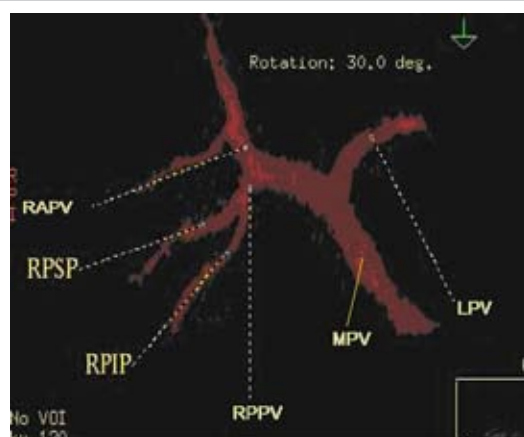 Rotation: 30.0 deg.
RAPV
RPSP
LPV
MPV
RPIP
RPPV
No VOI